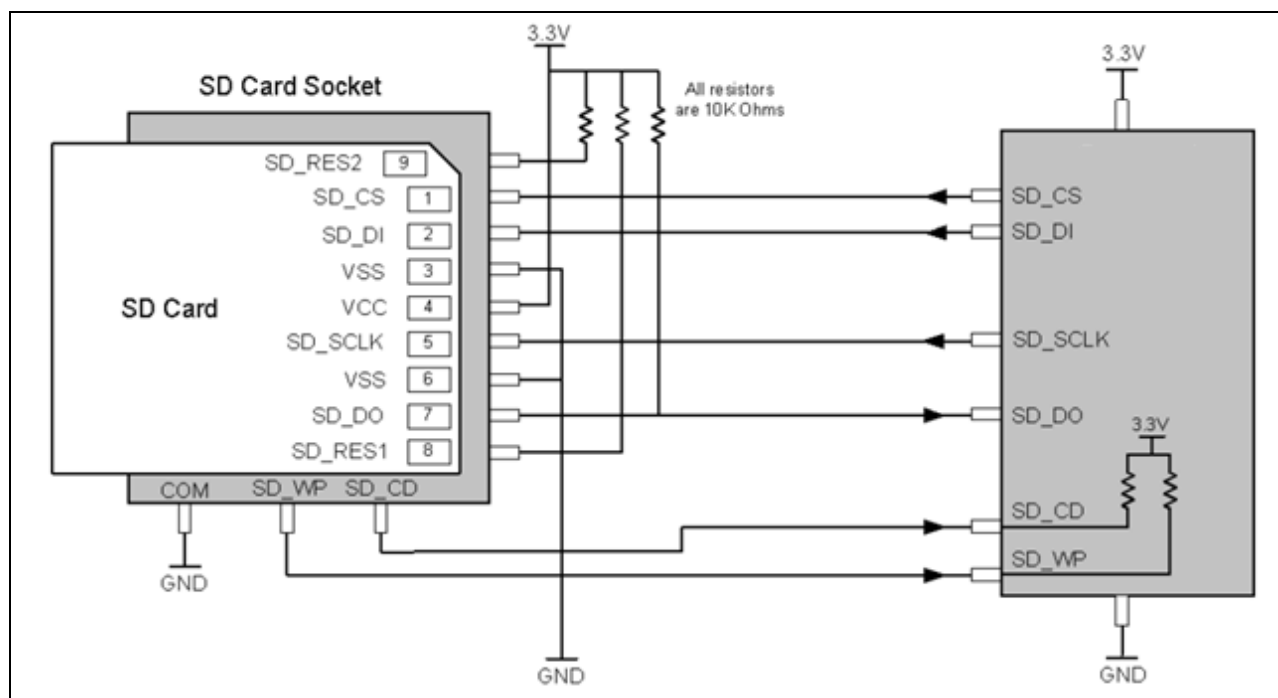 3.3V
SD Card Socket
All resistors
are 10K Ohms
3.3V
SD_RES2 9
SD_CS 1
SD_DI 2
VSS 3
SD Card
VCC 4
SD_SCLK 5
VSS 6
SD_DO 7
SD_RES1 8
COM SD_WP SD_CD
GND
GND
SD_CS
SD_DI
SD_SCLK
SD_DO
3.3V
SD_CD
SD_WP
GND